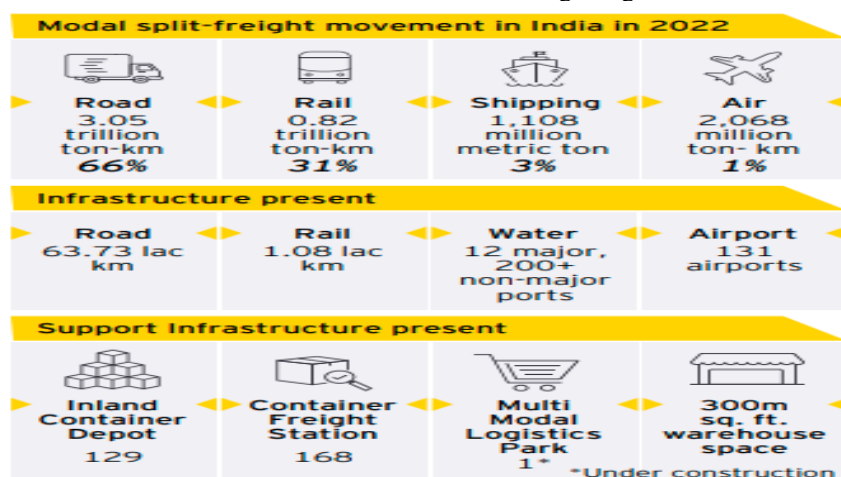 Modal split-freight movement in India in 2022
Road
3.05
trillion
ton-km
66%
Rail
0.82
trillion
ton-km
31%
Shipping
1,108
million
metric ton
3%
Air
2,068
million
ton- km
1%
Infrastructure present
Road
63.73 lac
km
Rail
1.08 lac
km
Water
12 major,
200+
non-major
ports
Airport
131
airports
Support Infrastructure present
Inland
Container
Depot
129
Container
Freight
Station
168
Multi
Modal
Logistics
Park
1*
300m
sq. ft.
warehouse
space
*Under construction